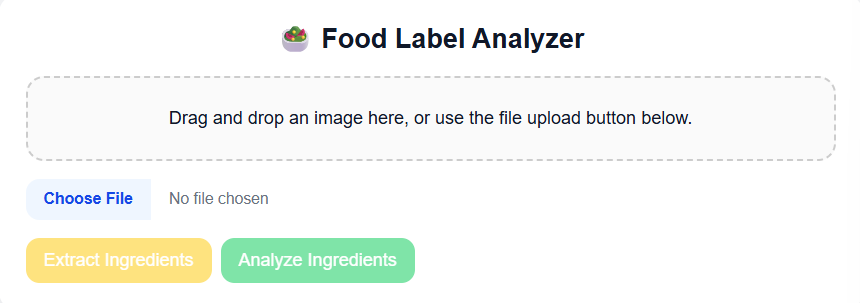 Food Label Analyzer
Drag and drop an image here, or use the file upload button below.
Choose File No file chosen
Extract Ingredients Analyze Ingredients